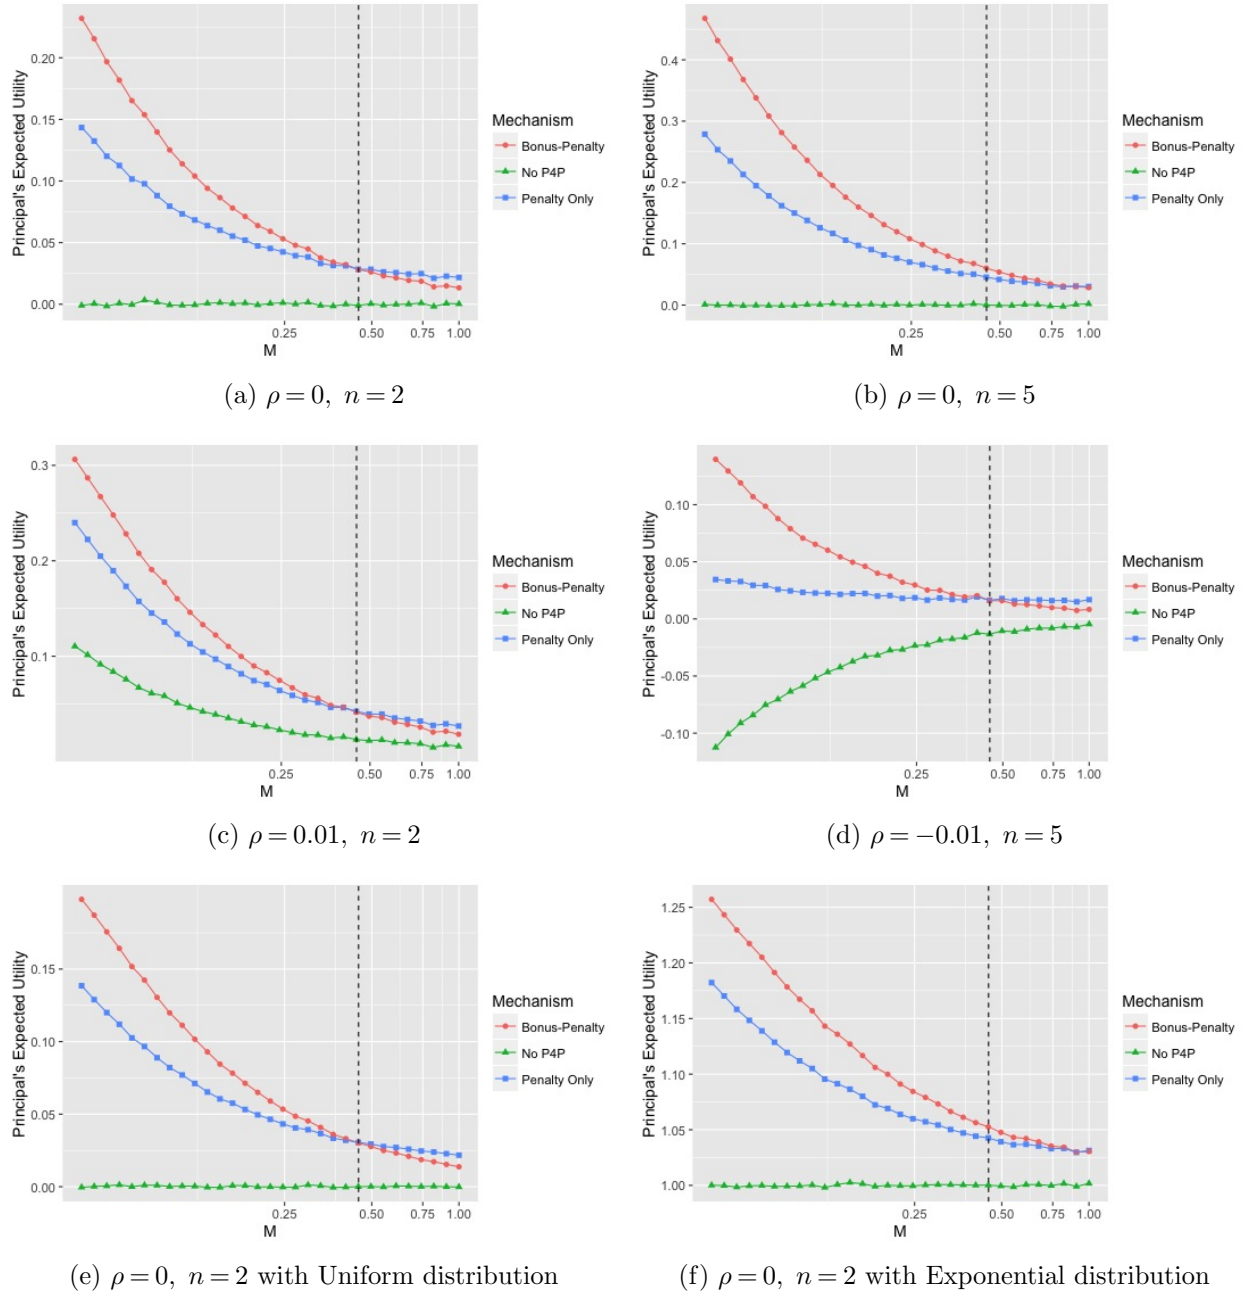 Principal's Expected Utility
0.20
0.15
0.10
0.05
0.00
0.25
0.50
0.75
1.00
M
Mechanism
Bonus-Penalty
No P4P
Penalty Only
(a) ρ = 0, n = 2
Principal's Expected Utility
0.4
0.3
0.2
0.1
0.0
0.25
0.50
0.75
1.00
M
Mechanism
Bonus-Penalty
No P4P
Penalty Only
(b) ρ = 0, n = 5
Principal's Expected Utility
0.3
0.2
0.1
0.25
0.50
0.75
1.00
M
Mechanism
Bonus-Penalty
No P4P
Penalty Only
(c) ρ = 0.01, n = 2
Principal's Expected Utility
0.10
0.05
0.00
-0.05
-0.10
0.25
0.50
0.75
1.00
M
Mechanism
Bonus-Penalty
No P4P
Penalty Only
(d) ρ = −0.01, n = 5
Principal's Expected Utility
0.15
0.10
0.05
0.00
0.25
0.50
0.75
1.00
M
Mechanism
Bonus-Penalty
No P4P
Penalty Only
(e) ρ = 0, n = 2 with Uniform distribution
Principal's Expected Utility
1.25
1.20
1.15
1.10
1.05
1.00
0.25
0.50
0.75
1.00
M
Mechanism
Bonus-Penalty
No P4P
Penalty Only
(f) ρ = 0, n = 2 with Exponential distribution